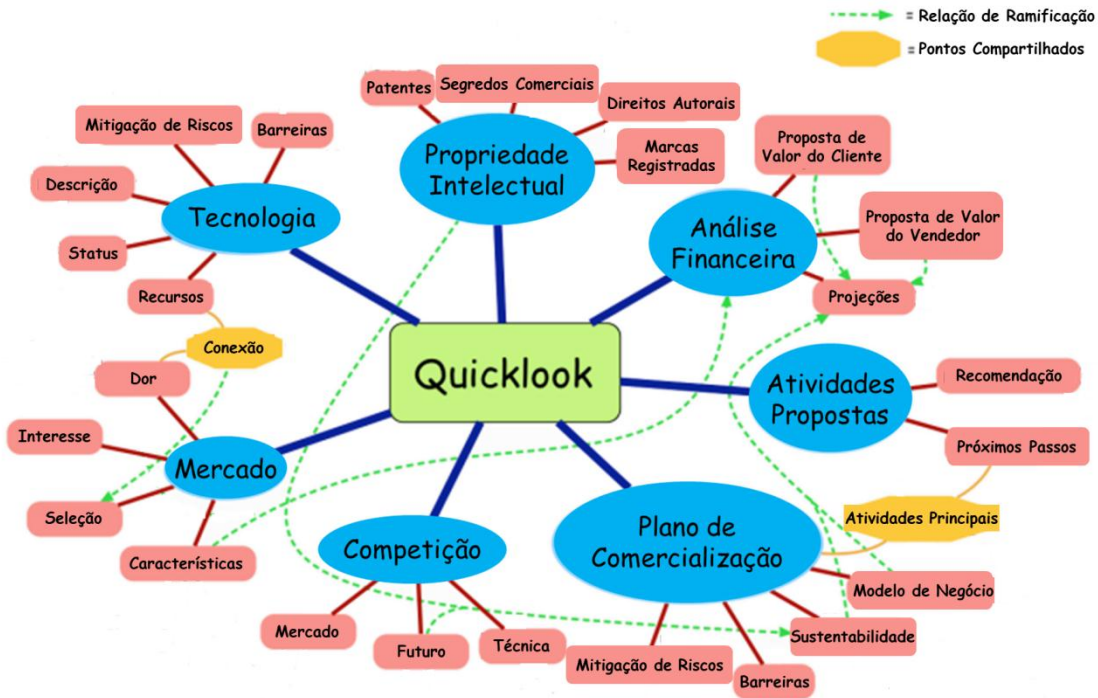 = Relação de Ramificação
= Pontos Compartilhados
Patentes
Segredos Comerciais
Direitos Autorais
Marcas
Registradas
Propriedade
Intelectual
Mitigação de Riscos
Barreiras
Descrição
Status
Recursos
Tecnologia
Proposta de
Valor do Cliente
Proposta de Valor
do Vendedor
Projeções
Análise
Financeira
Conexão
Quicklook
Dor
Interesse
Seleção
Características
Mercado
Atividades
Propostas
Recomendação
Próximos Passos
Atividades Principais
Competição
Mercado
Futuro
Técnica
Plano de
Comercialização
Modelo de Negócio
Sustentabilidade
Mitigação de Riscos
Barreiras